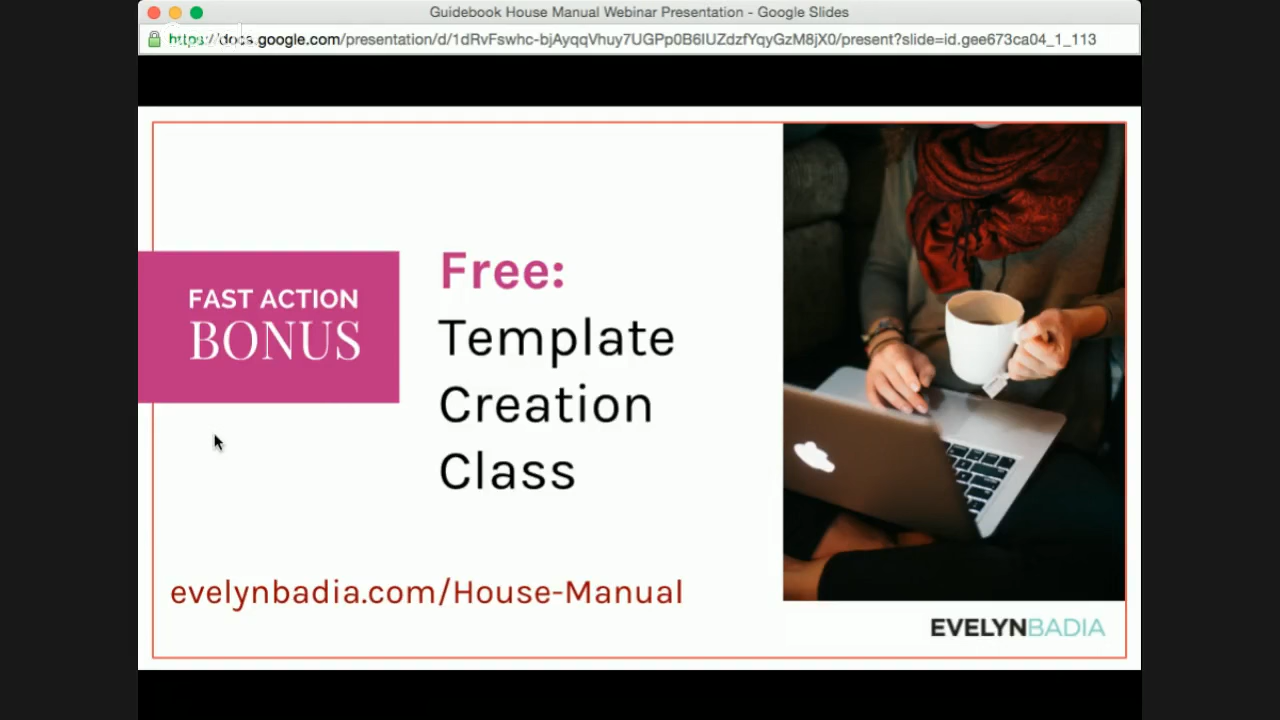 Guidebook House Manual Webinar Presentation - Google Slides
https://docs.google.com/presentation/d/1dRvFswhc-bjAyqqVhuy7UGPp0B6IUZdzfYqyGzM8jX0/present?slide=id.gee673ca04_1_113
FAST ACTION
BONUS
Free:
Template
Creation
Class
evelynbadia.com/House-Manual
EVELYNBADIA